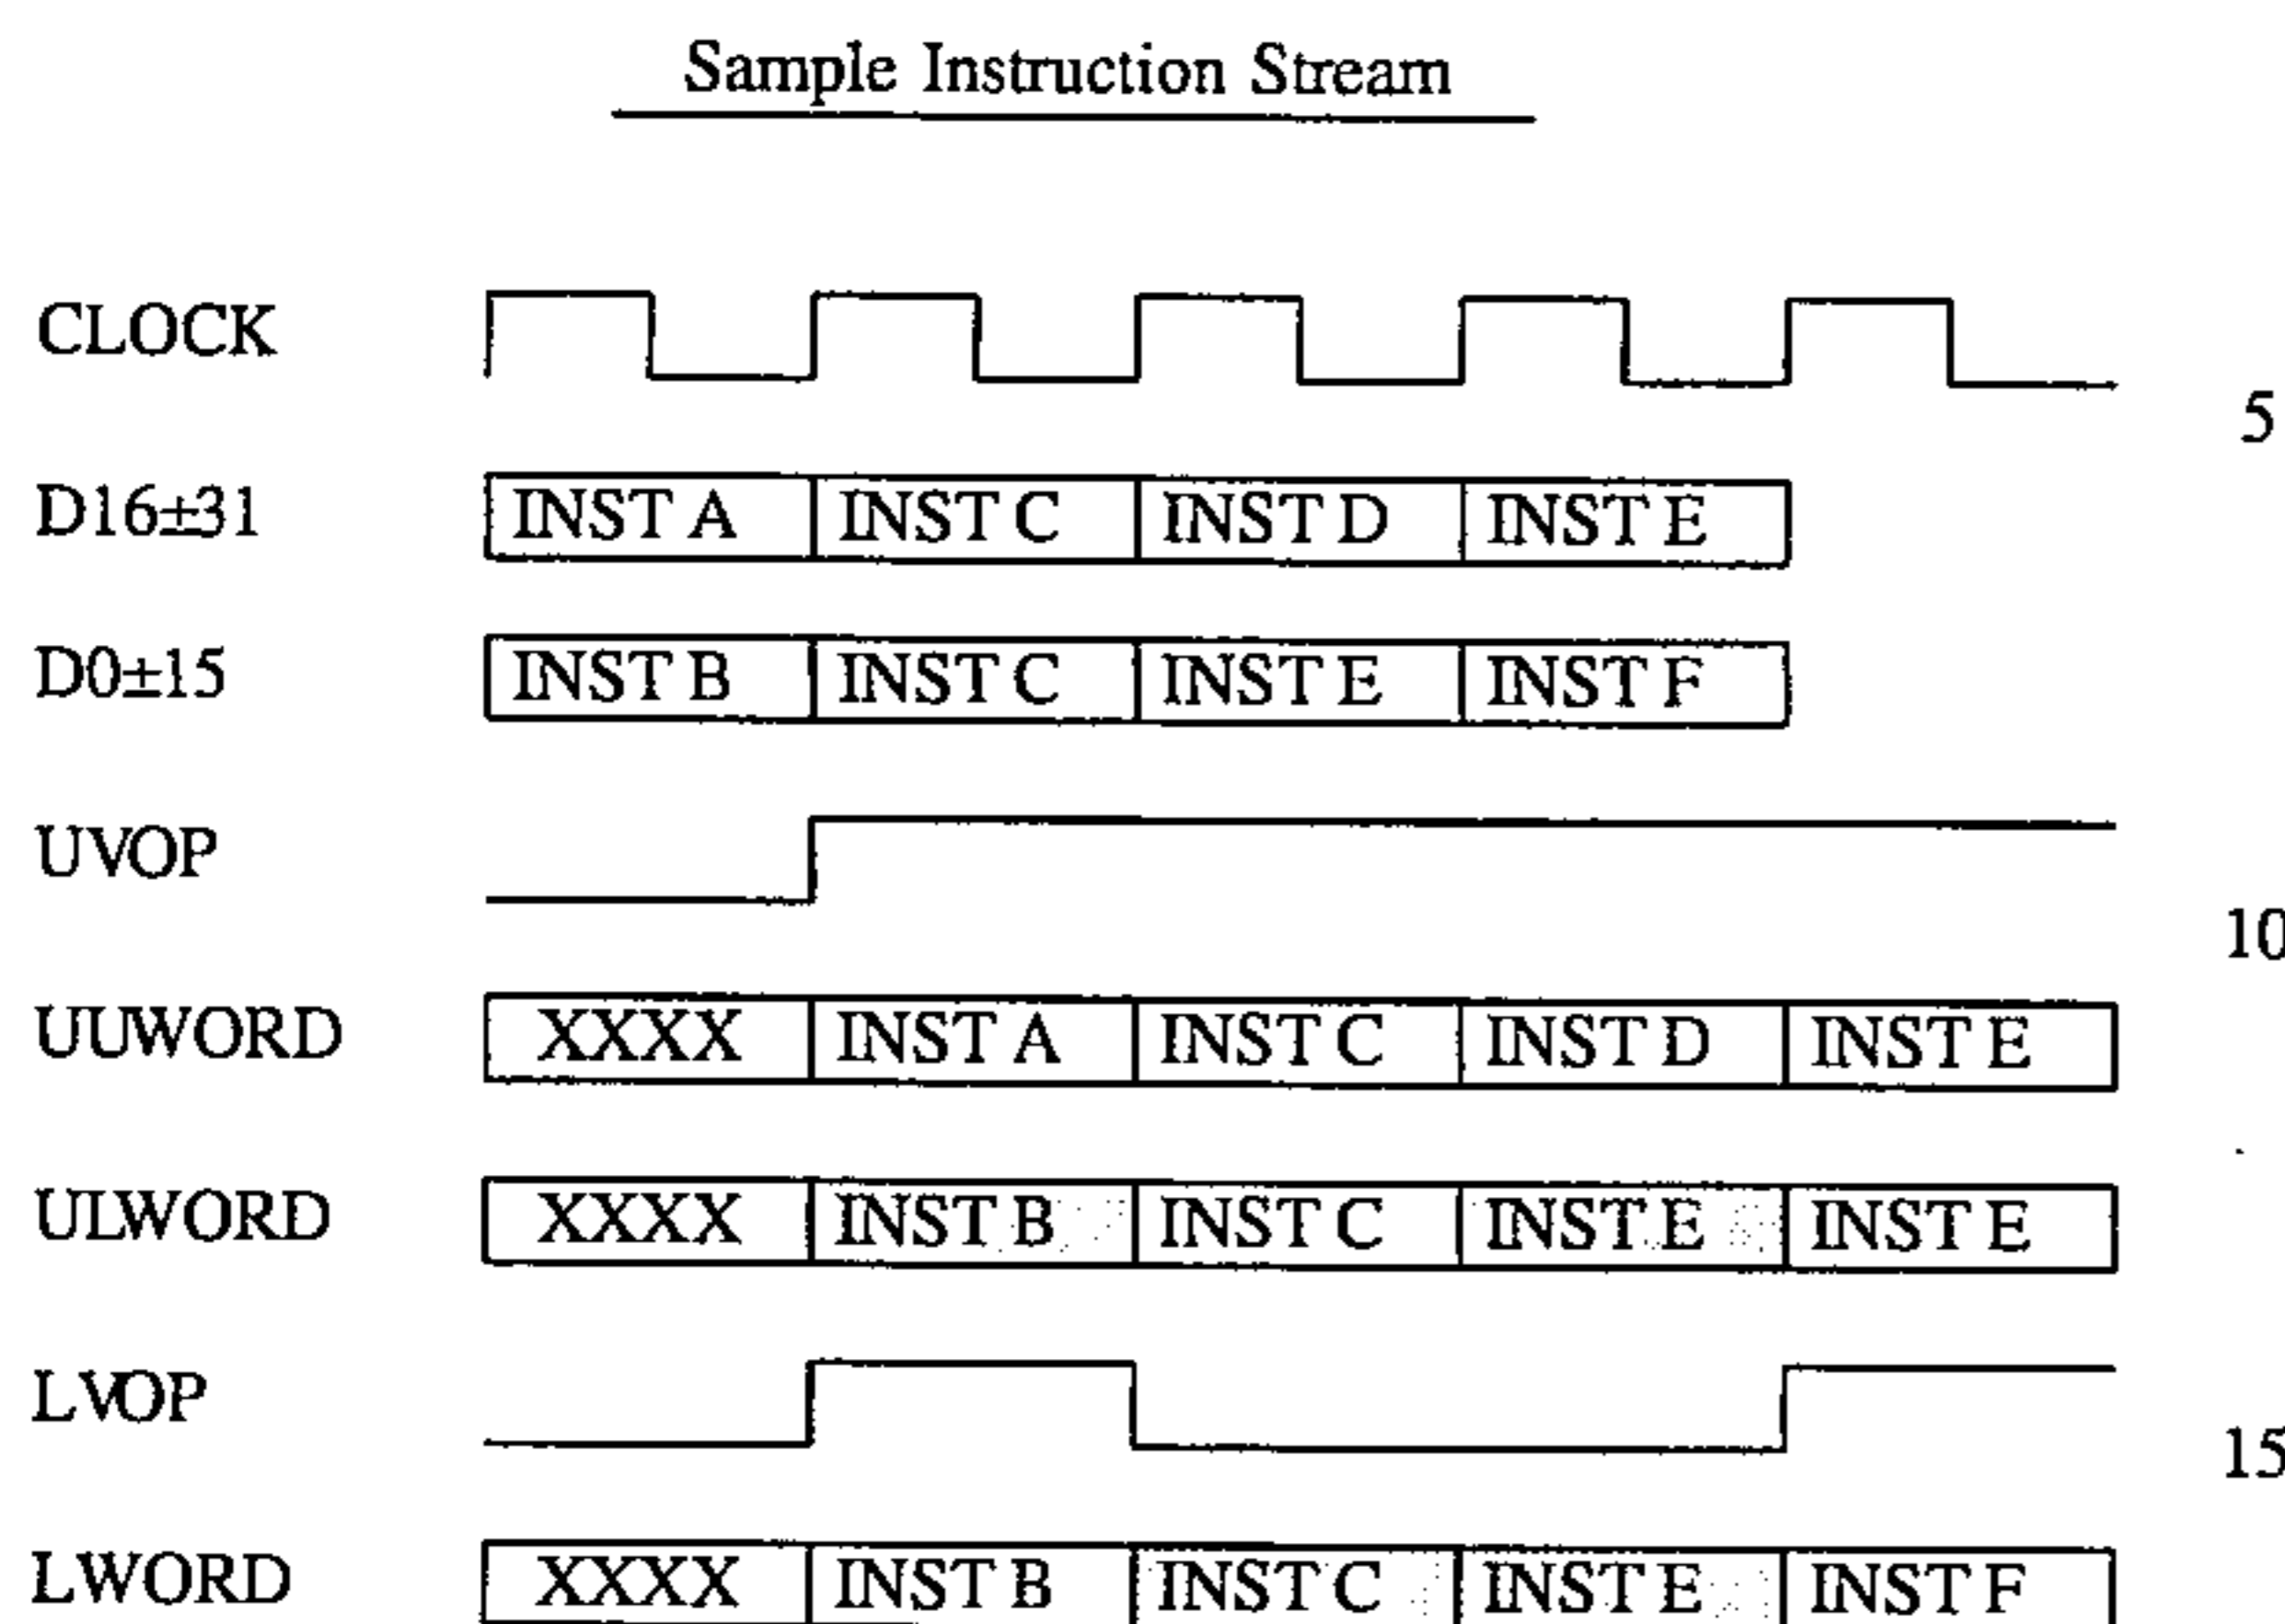 Sample Instruction Stream
CLOCK
5
D16±31 INST A INST C INST D INST E
D0±15 INST B INST C INST E INST F
UVOP
10
UUWORD XXXX INST A INST C INST D INST E
ULWORD XXXX INST B INST C INST E INST E
LVOP
15
LWORD XXXX INST B INST C INST E INST F